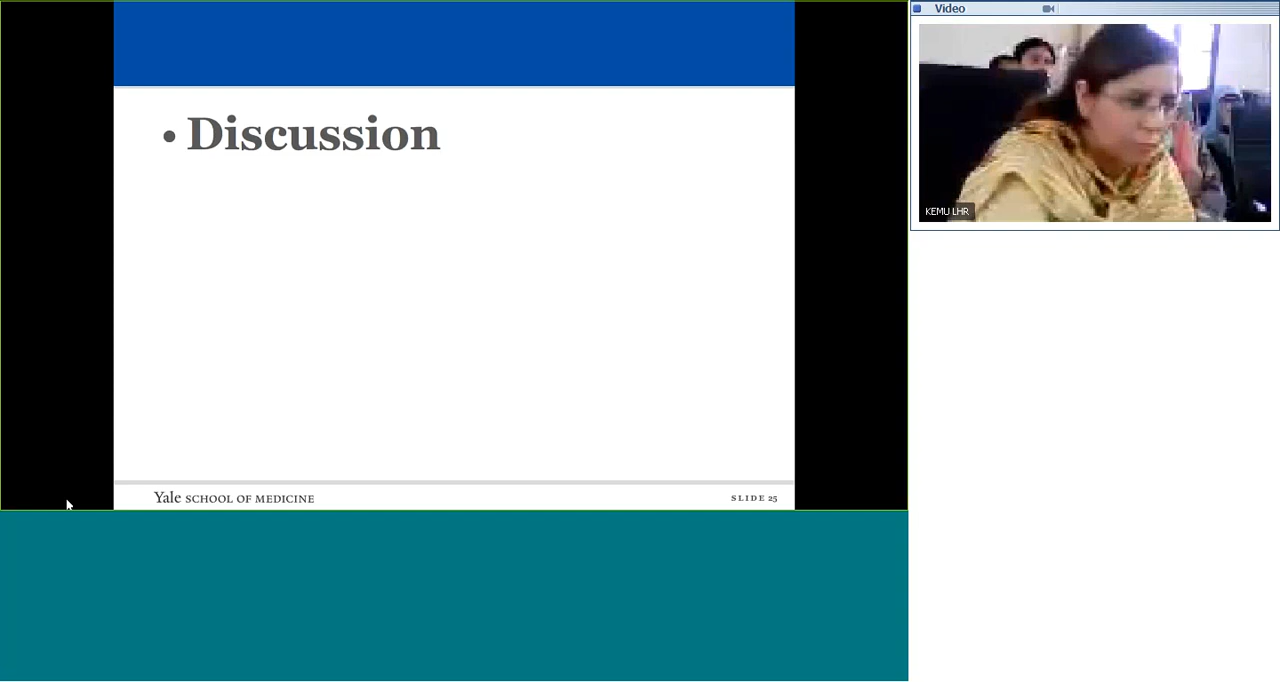 Video
• Discussion
KEMU LHR
Yale SCHOOL OF MEDICINE
SLIDE 25